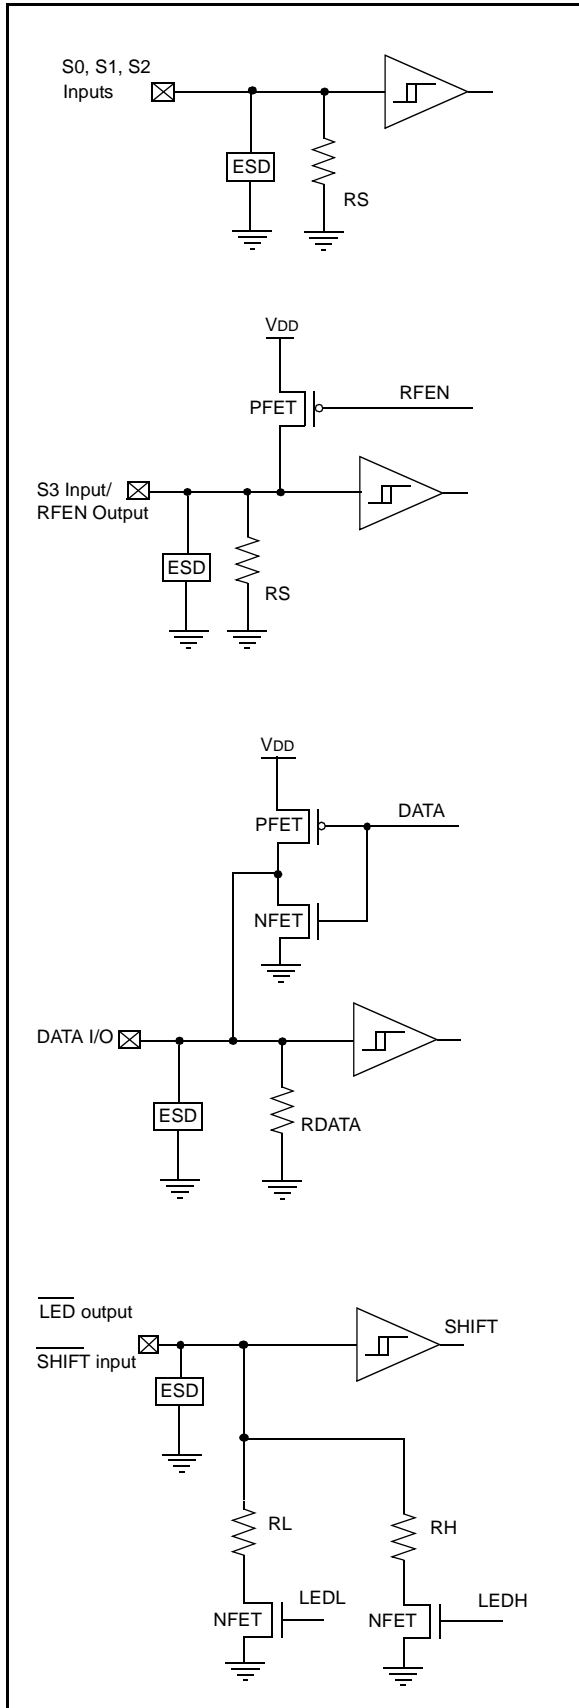 S0, S1, S2
Inputs
ESD
RS
VDD
PFET
RFEN
S3 Input/
RFEN Output
ESD
RS
VDD
PFET
DATA
NFET
DATA I/O
ESD
RDATA
LED output
SHIFT input
SHIFT
ESD
RL
RH
NFET
LEDL
NFET
LEDH